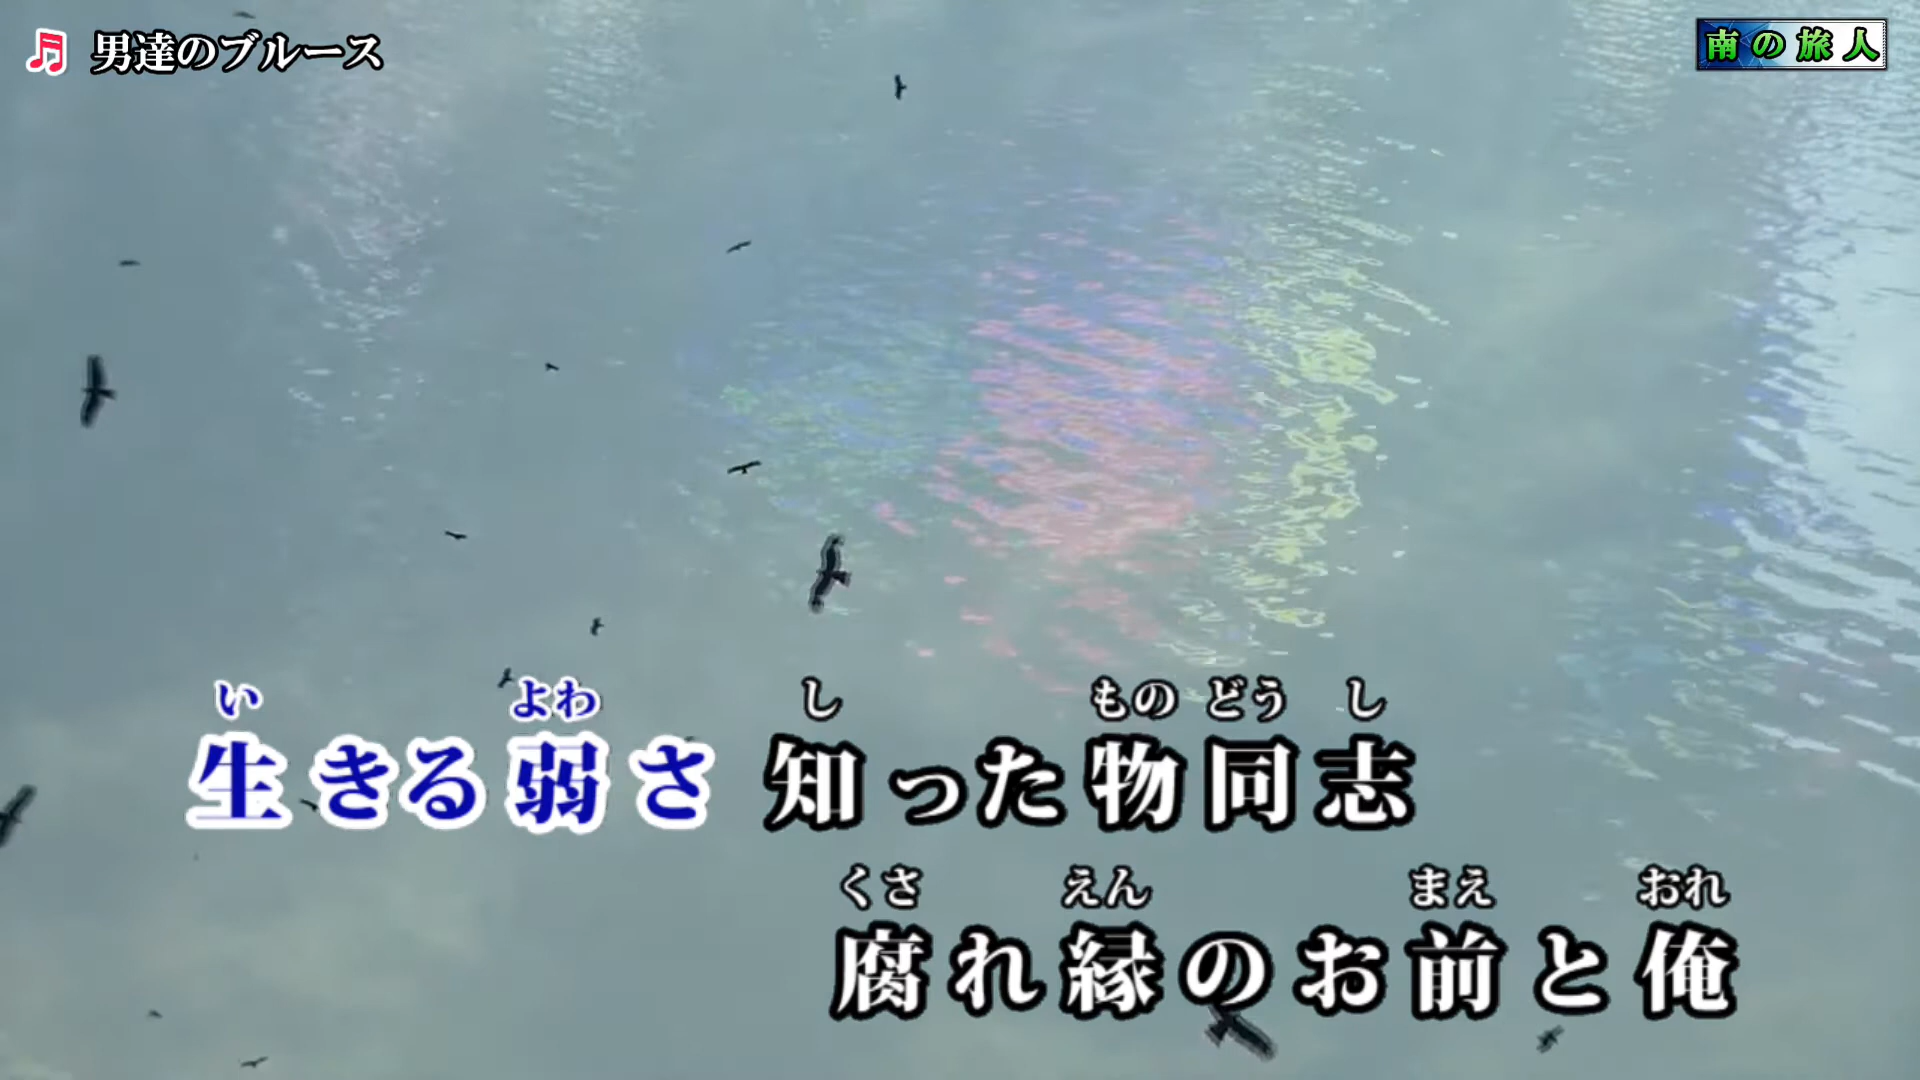 男達のブルース
南の旅人
い よわ し もの どう し
生きる弱さ 知った物同志
くさ えん まえ おれ
腐れ縁のお前と俺